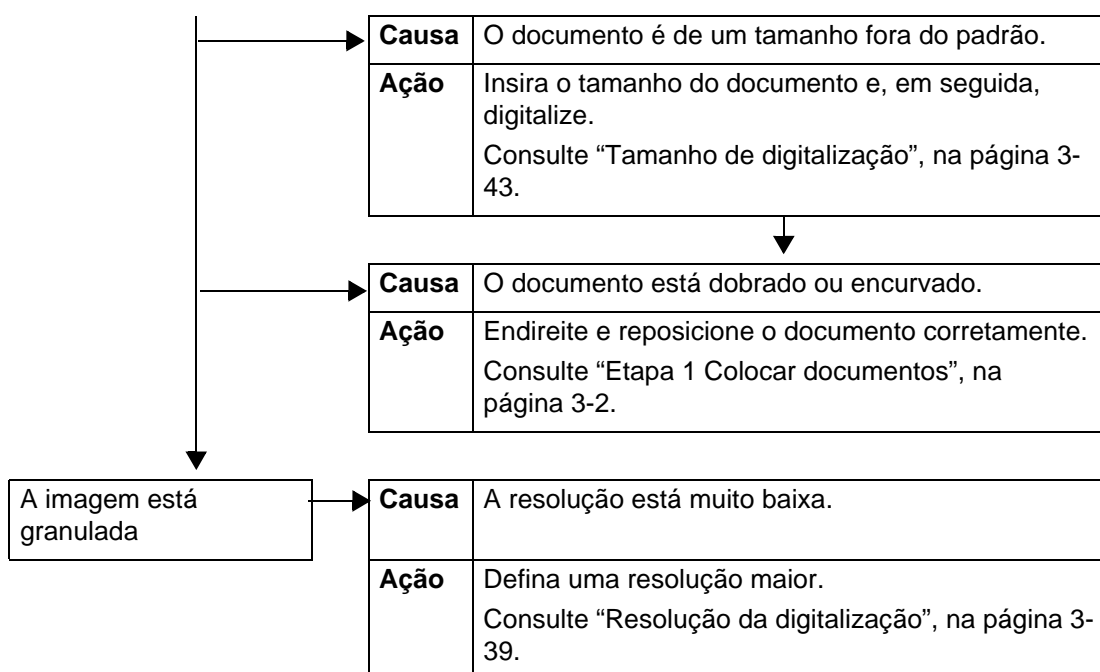 Causa O documento é de um tamanho fora do padrão.
Ação Insira o tamanho do documento e, em seguida,
digitalize.
Consulte “Tamanho de digitalização”, na página 3-
43.
Causa O documento está dobrado ou encurvado.
Ação Endireite e reposicione o documento corretamente.
Consulte “Etapa 1 Colocar documentos”, na
página 3-2.
A imagem está
granulada
Causa A resolução está muito baixa.
Ação Defina uma resolução maior.
Consulte “Resolução da digitalização”, na página 3-
39.